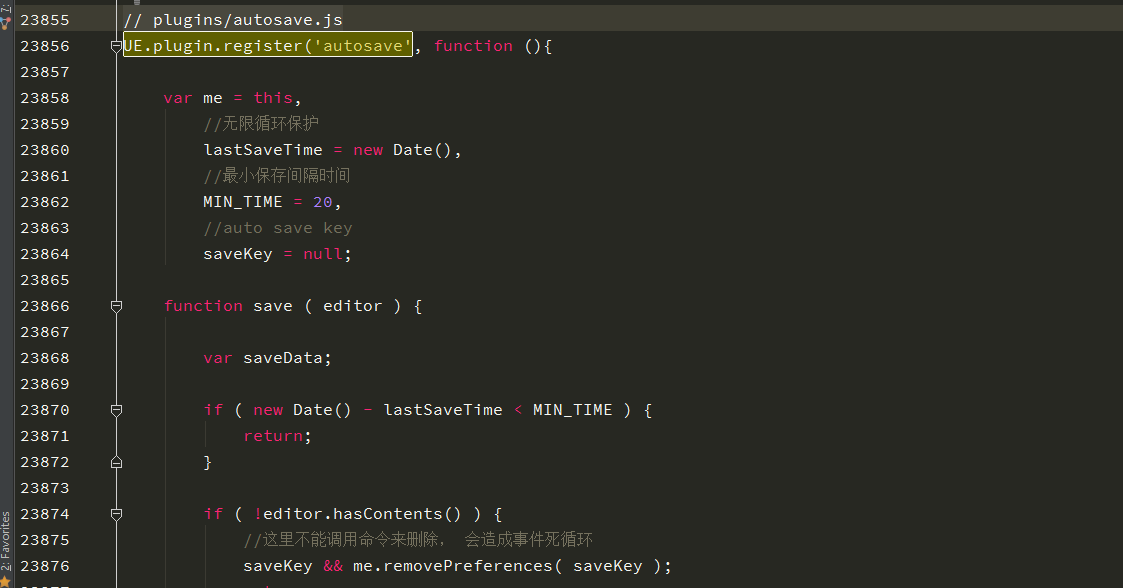 7:
23855 // plugins/autosave.js
23856 UE.plugin.register('autosave', function (){
23857
23858 var me = this,
23859 //无限循环保护
23860 lastSaveTime = new Date(),
23861 //最小保存间隔时间
23862 MIN_TIME = 20,
23863 //auto save key
23864 saveKey = null;
23865
23866 function save ( editor ) {
23867
23868 var saveData;
23869
23870 if ( new Date() - lastSaveTime < MIN_TIME ) {
23871 return;
23872 }
23873
23874 if ( !editor.hasContents() ) {
23875 //这里不能调用命令来删除， 会造成事件死循环
23876 saveKey && me.removePreferences( saveKey );
2: Favorites